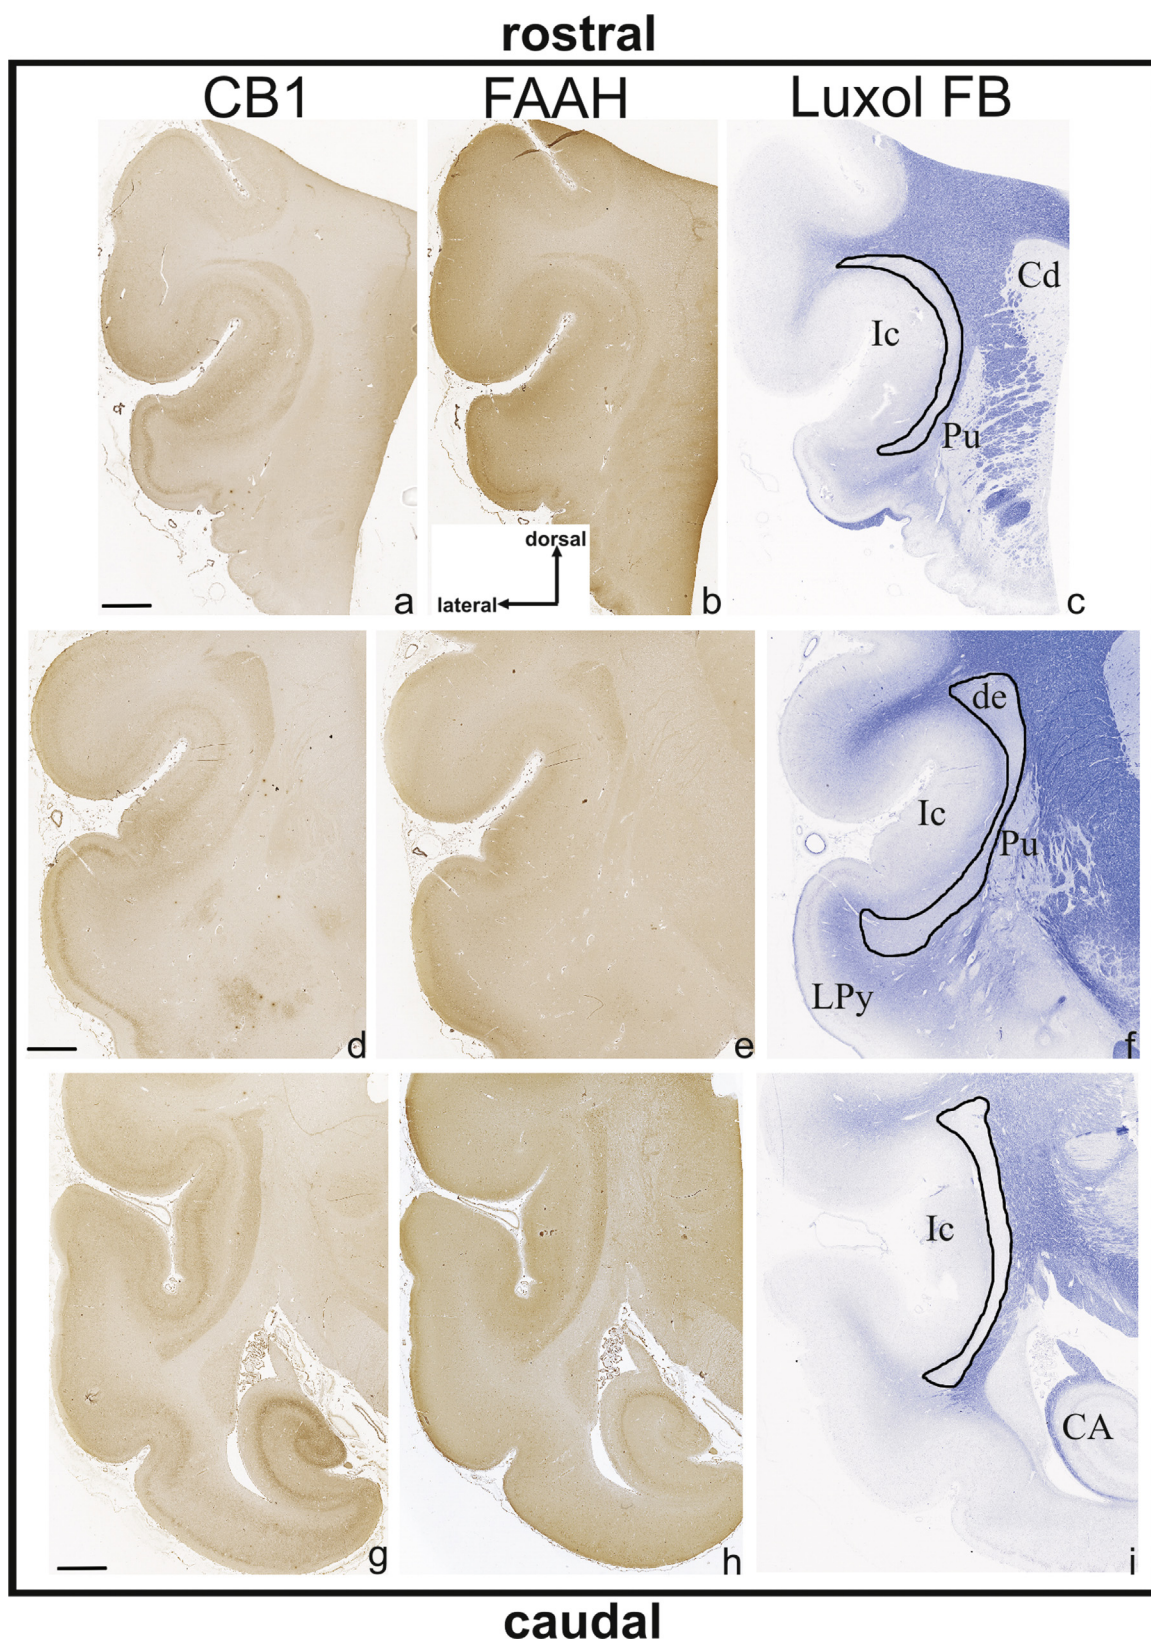 rostral
CB1 FAAH Luxol FB
Cd
Ic
Pu
dorsal
lateral
a b c
de
Ic
Pu
LPy
d e f
Ic
CA
g h i
caudal